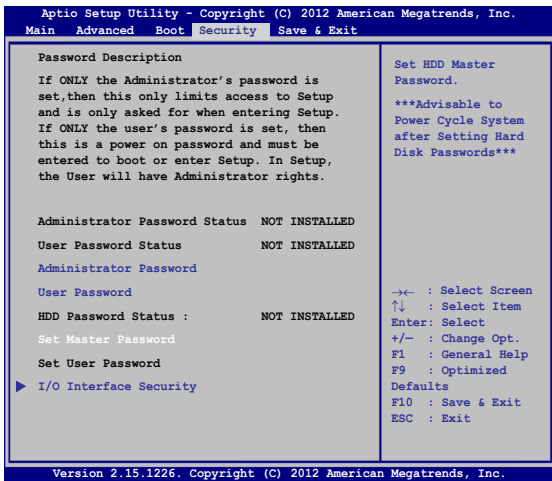 Aptio Setup Utility - Copyright (C) 2012 American Megatrends, Inc.
Main Advanced Boot Security Save & Exit
Password Description
If ONLY the Administrator's password is
set,then this only limits access to Setup
and is only asked for when entering Setup.
If ONLY the user's password is set, then
this is a power on password and must be
entered to boot or enter Setup. In Setup,
the User will have Administrator rights.
Administrator Password Status NOT INSTALLED
User Password Status NOT INSTALLED
Administrator Password
User Password
HDD Password Status : NOT INSTALLED
Set Master Password
Set User Password
I/O Interface Security
Set HDD Master
Password.
***Advisable to
Power Cycle System
after Setting Hard
Disk Passwords***
→← : Select Screen
↑↓ : Select Item
Enter: Select
+/— : Change Opt.
F1 : General Help
F9 : Optimized
Defaults
F10 : Save & Exit
ESC : Exit
Version 2.15.1226. Copyright (C) 2012 American Megatrends, Inc.